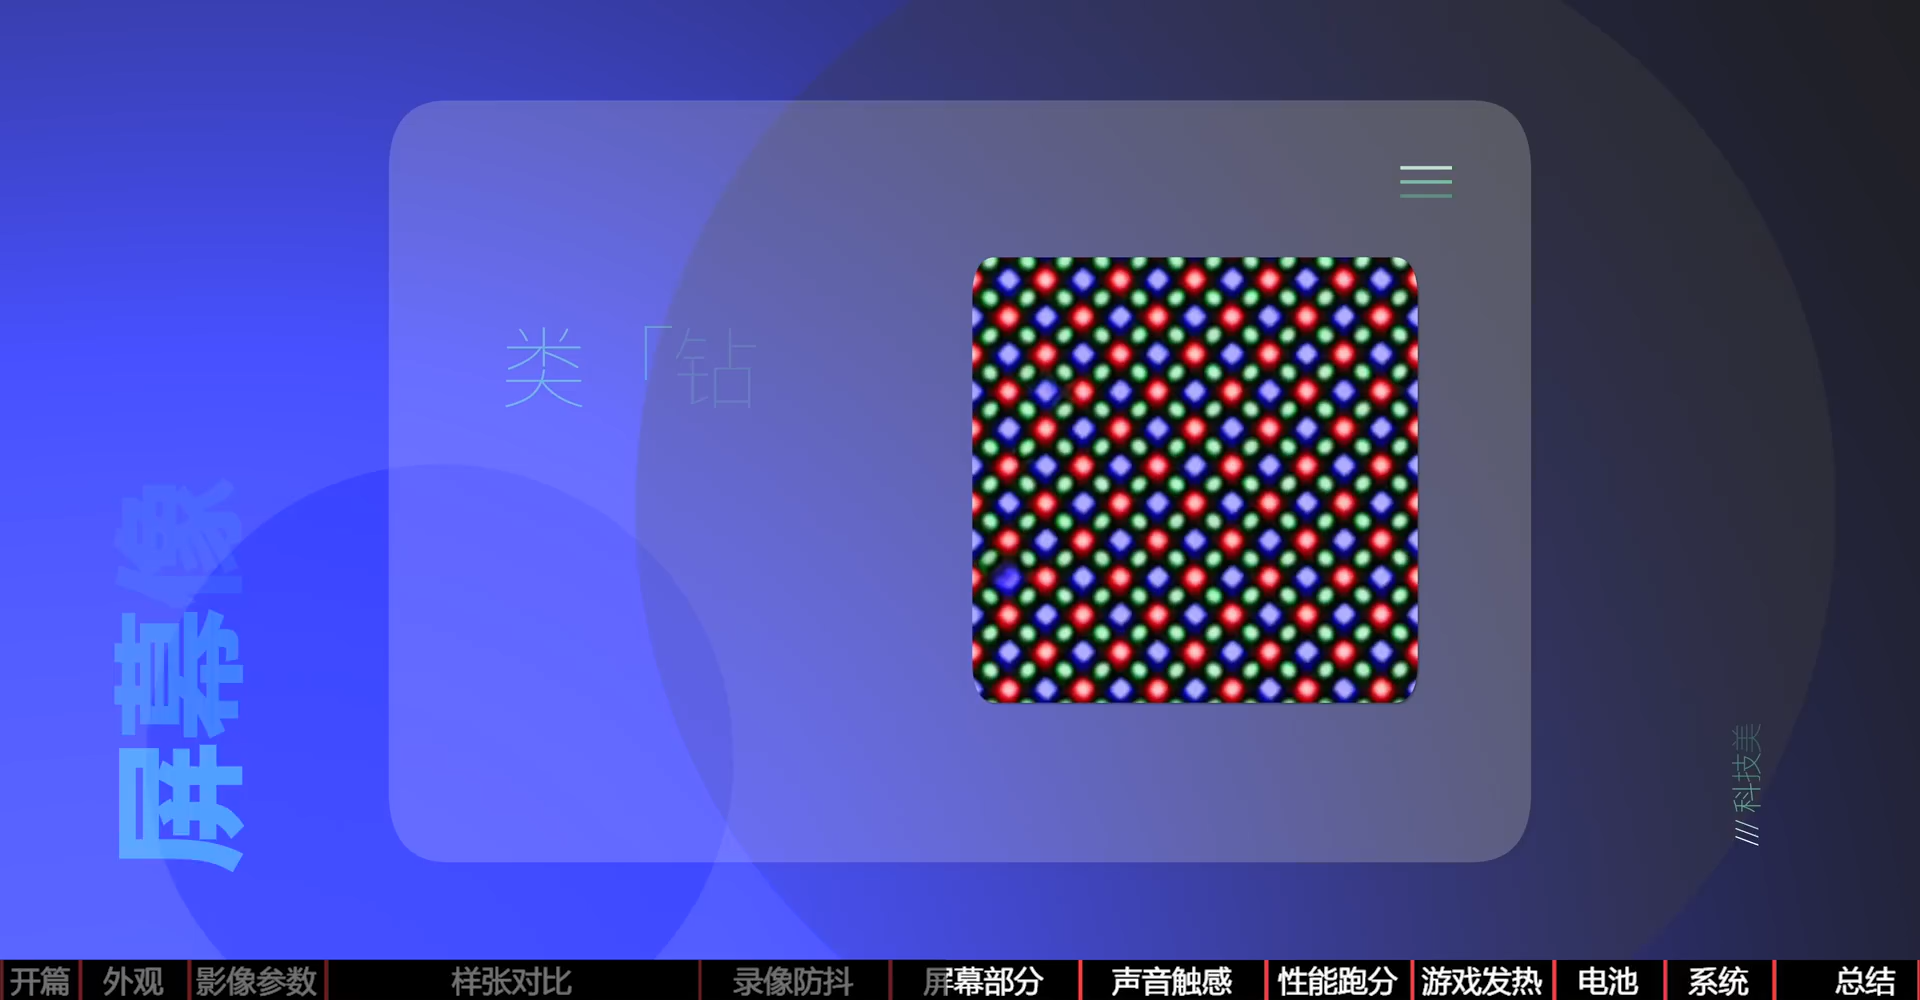 类「钻
屏幕像
/// 科技美
开篇
外观
影像参数
样张对比
录像防抖
屏幕部分
声音触感
性能跑分
游戏发热
电池
系统
总结